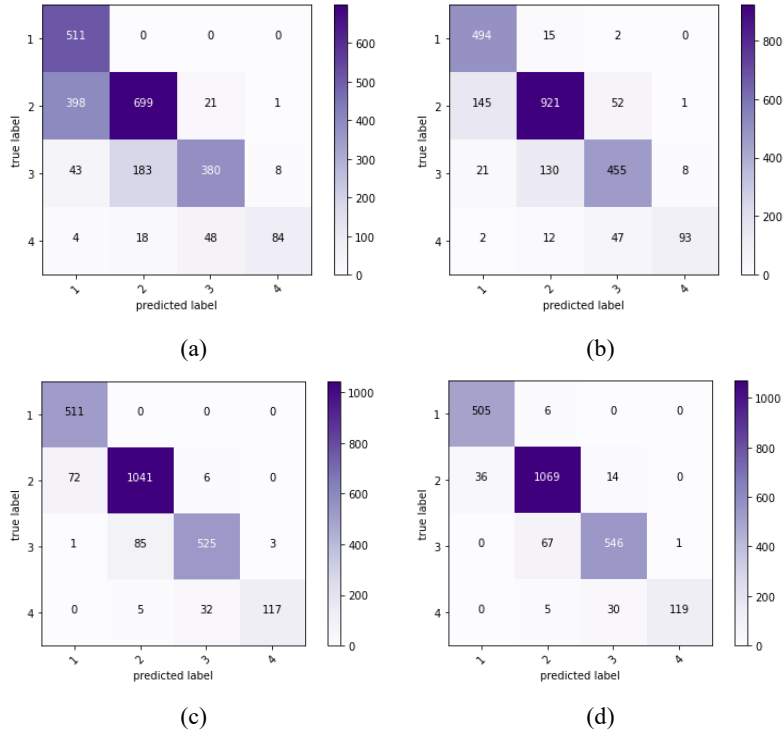 1 511 0 0 0
2 398 699 21 1
3 43 183 380 8
4 4 18 48 84
true label
1 2 3 4
predicted label
600
500
400
300
200
100
0
(a)
1 494 15 2 0
2 145 921 52 1
3 21 130 455 8
4 2 12 47 93
true label
1 2 3 4
predicted label
800
600
400
200
0
(b)
1 511 0 0 0
2 72 1041 6 0
3 1 85 525 3
4 0 5 32 117
true label
1 2 3 4
predicted label
1000
800
600
400
200
0
(c)
1 505 6 0 0
2 36 1069 14 0
3 0 67 546 1
4 0 5 30 119
true label
1 2 3 4
predicted label
1000
800
600
400
200
0
(d)